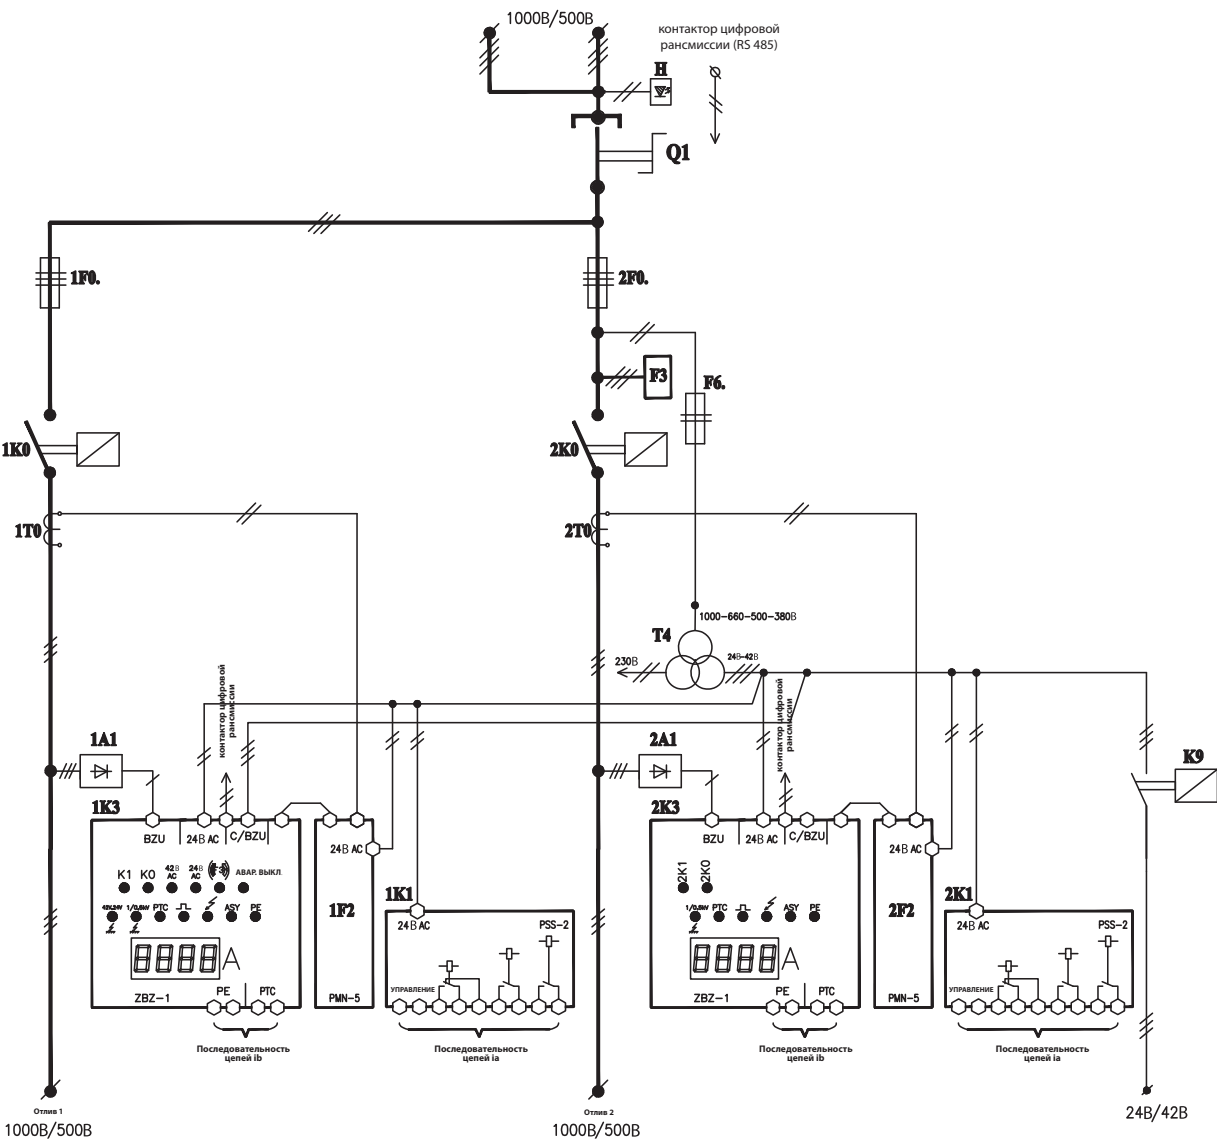 1000В/500В
контактор цифровой
рансмиссии (RS 485)
H
Q1
1F0.
2F0.
F3
F6.
1K0
2K0
1T0
2T0
1000-660-500-380В
T4
230В
24В-42В
контактор цифровой
рансмиссии
контактор цифровой
рансмиссии
1A1
2A1
K9
1K3
2K3
BZU
24В AC
C/BZU
24В AC
BZU
24В AC
C/BZU
24В AC
K1
K0
42В
AC
24В
AC
АВАР. ВЫКЛ.
2K1
2K0
1K1
2K1
42V,24V
1/0,5kV
PTC
ASY
PE
1F2
24В AC
PSS-2
1/0,5kV
PTC
ASY
PE
2F2
24В AC
PSS-2
8888 A
8888 A
УПРАВЛЕНИЕ
УПРАВЛЕНИЕ
ZBZ-1
PE
PTC
PMN-5
ZBZ-1
PE
PTC
PMN-5
Последовательность
цепей ib
Последовательность
цепей ia
Последовательность
цепей ib
Последовательность
цепей ia
Отлив 1
1000В/500В
Отлив 2
1000В/500В
24В/42В